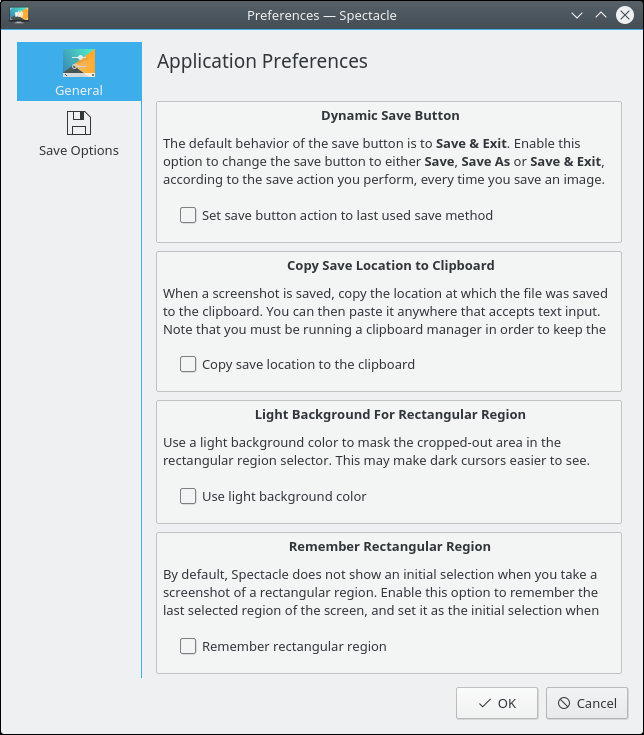 Preferences — Spectacle
General
Save Options
Application Preferences
Dynamic Save Button
The default behavior of the save button is to Save & Exit. Enable this
option to change the save button to either Save, Save As or Save & Exit,
according to the save action you perform, every time you save an image.
Set save button action to last used save method
Copy Save Location to Clipboard
When a screenshot is saved, copy the location at which the file was saved
to the clipboard. You can then paste it anywhere that accepts text input.
Note that you must be running a clipboard manager in order to keep the
Copy save location to the clipboard
Light Background For Rectangular Region
Use a light background color to mask the cropped-out area in the
rectangular region selector. This may make dark cursors easier to see.
Use light background color
Remember Rectangular Region
By default, Spectacle does not show an initial selection when you take a
screenshot of a rectangular region. Enable this option to remember the
last selected region of the screen, and set it as the initial selection when
Remember rectangular region
OK
Cancel